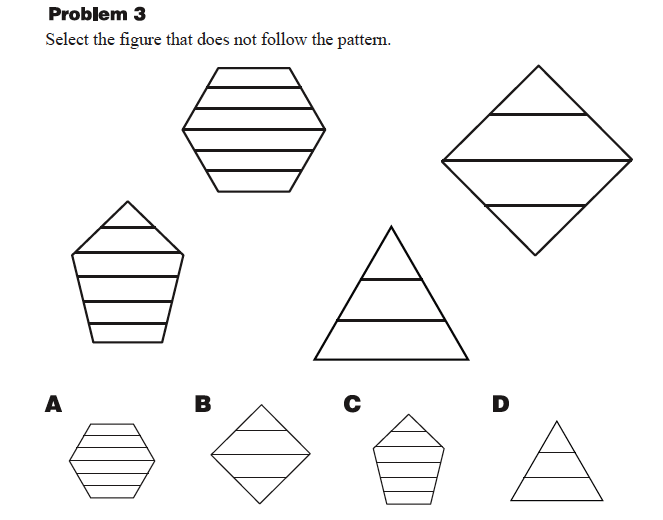 Problem 3
Select the figure that does not follow the pattern.
A B C D